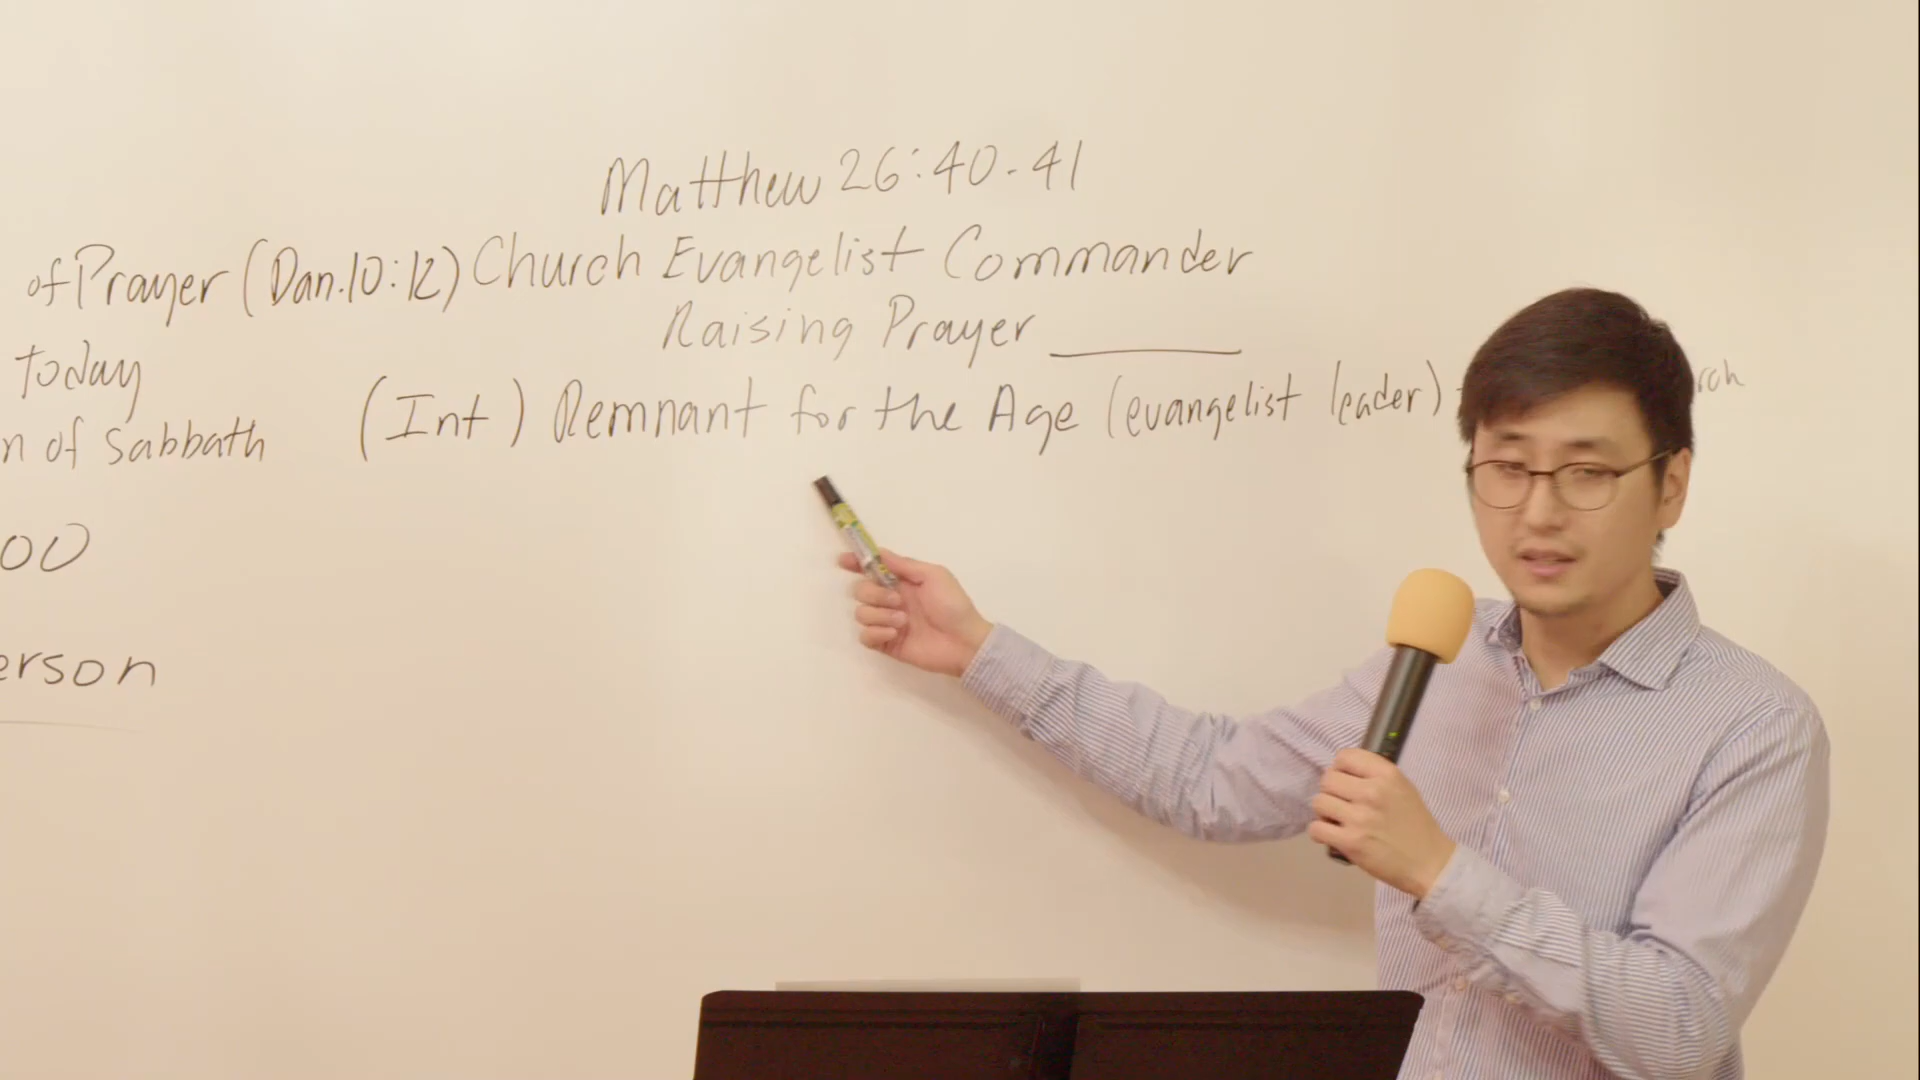 Matthew 26:40-41
of Prayer (Dan.10:12) Church Evangelist Commander
Raising Prayer
today
(Int) Remnant for the Age (evangelist leader)
of Sabbath
00
erson